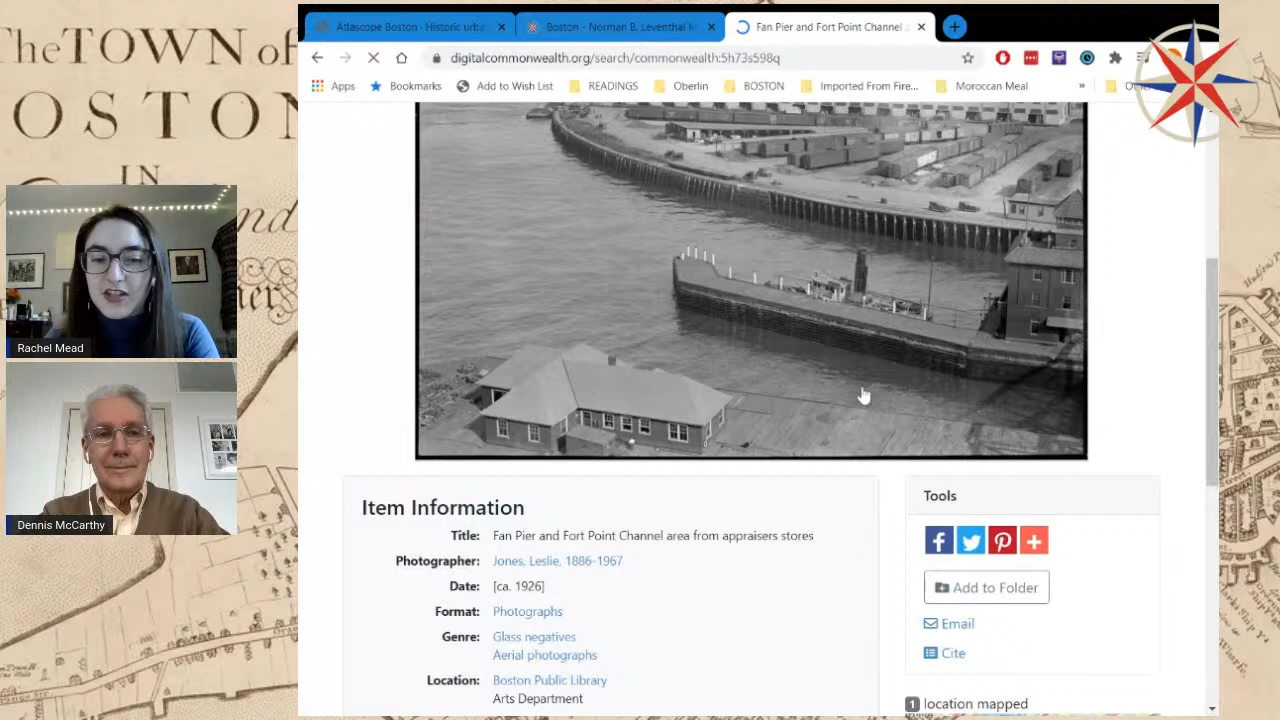 The TOWN of
OSTON
IN
and
Atlascope Boston · Historic urba
Boston - Norman B. Leventhal M
Fan Pier and Fort Point Channel a
digitalcommonwealth.org/search/commonwealth:5h73s598q
Apps
Bookmarks
Add to Wish List
READINGS
Oberlin
BOSTON
Imported From Fire...
Moroccan Meal
»
Rachel Mead
Dennis McCarthy
Item Information
Title: Fan Pier and Fort Point Channel area from appraisers stores
Photographer: Jones, Leslie, 1886-1967
Date: [ca. 1926]
Format: Photographs
Genre: Glass negatives
Aerial photographs
Location: Boston Public Library
Arts Department
Tools
Add to Folder
Email
Cite
1 location mapped